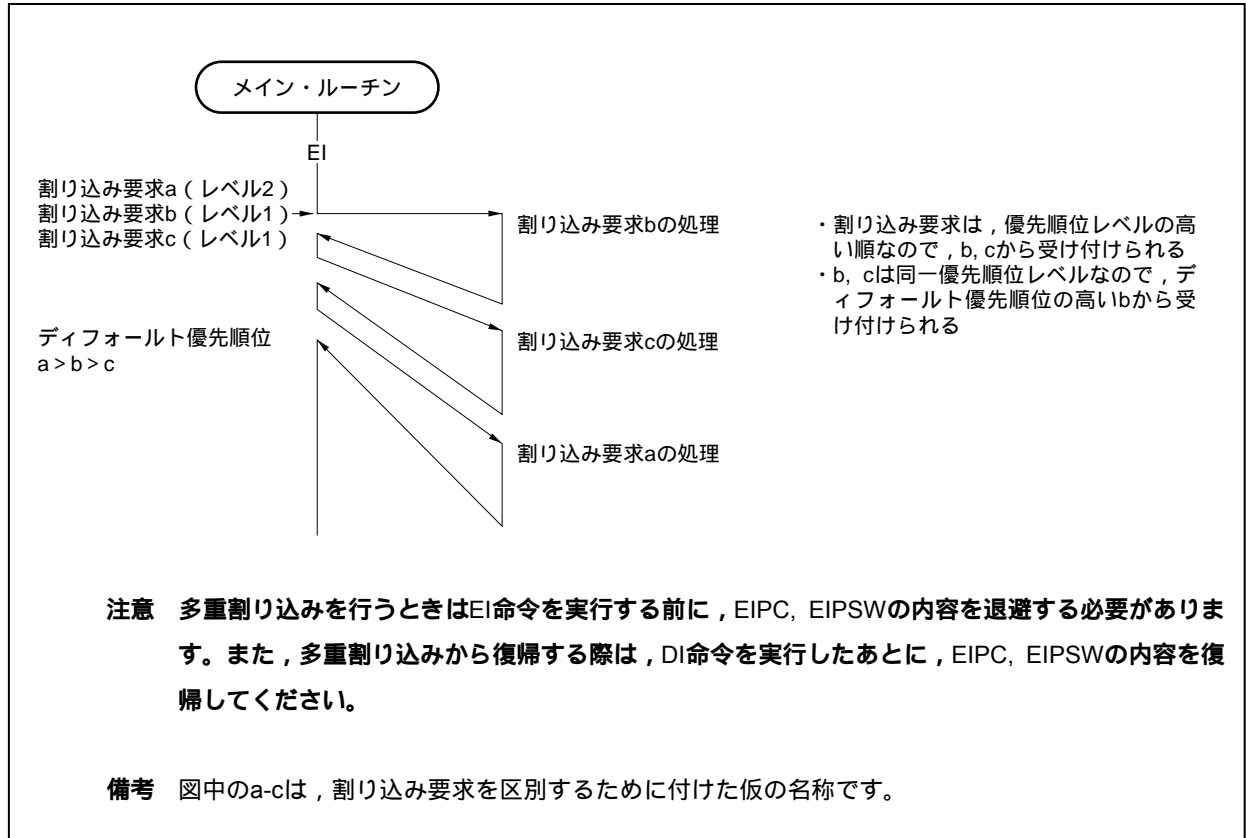 メイン・ルーチン
EI
割り込み要求a（レベル2）
割り込み要求b（レベル1）
割り込み要求c（レベル1）
割り込み要求bの処理
・割り込み要求は，優先順位レベルの高
い順なので，b, cから受け付けられる
・b, cは同一優先順位レベルなので，デ
ィフォールト優先順位の高いbから受
け付けられる
ディフォールト優先順位
a > b > c
割り込み要求cの処理
割り込み要求aの処理
注意　多重割り込みを行うときはEI命令を実行する前に，EIPC, EIPSWの内容を退避する必要がありま
す。また，多重割り込みから復帰する際は，DI命令を実行したあとに，EIPC, EIPSWの内容を復
帰してください。
備考　図中のa-cは，割り込み要求を区別するために付けた仮の名称です。